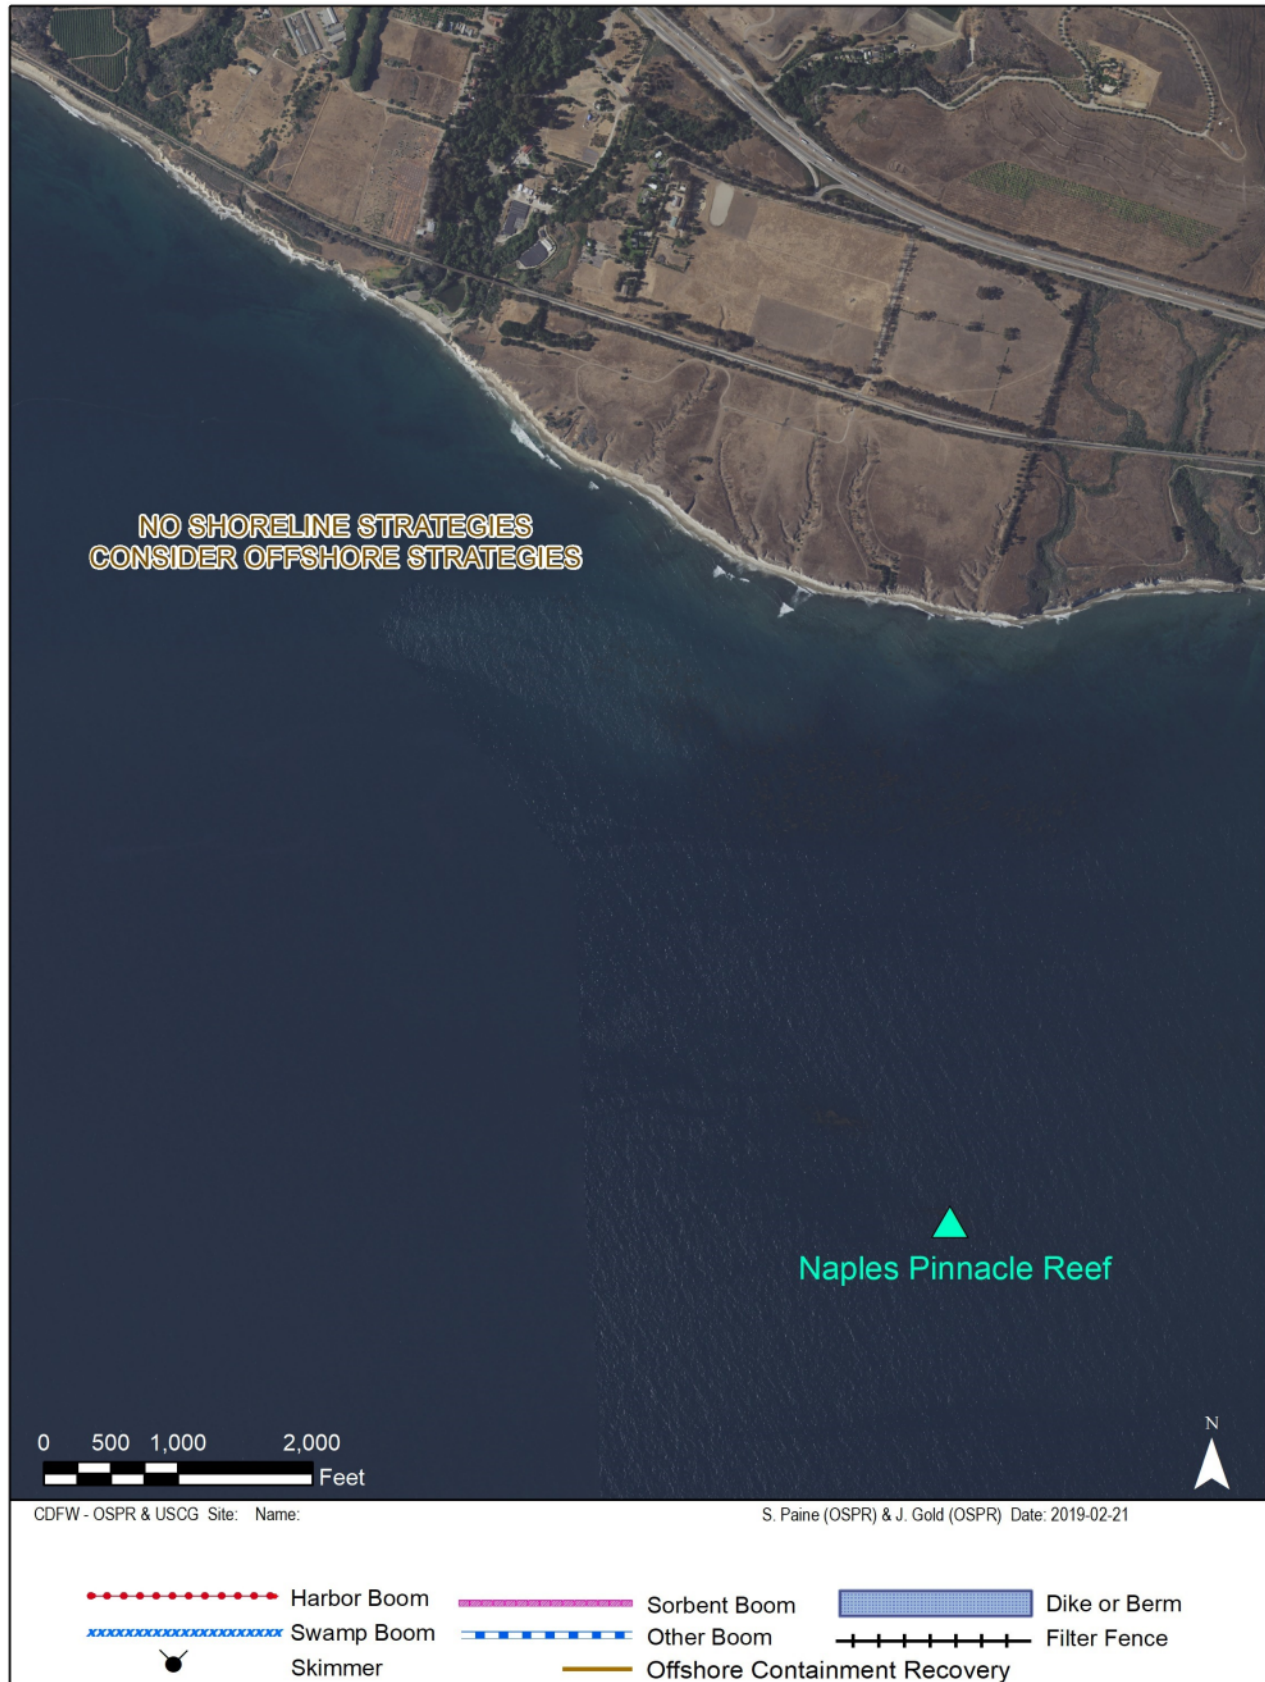 NO SHORELINE STRATEGIES
CONSIDER OFFSHORE STRATEGIES
Naples Pinnacle Reef
0 500 1,000 2,000
Feet
N
CDFW - OSPR & USCG Site: Name:
S. Paine (OSPR) & J. Gold (OSPR) Date: 2019-02-21
Harbor Boom
Sorbent Boom
Dike or Berm
Swamp Boom
Other Boom
Filter Fence
Skimmer
Offshore Containment Recovery